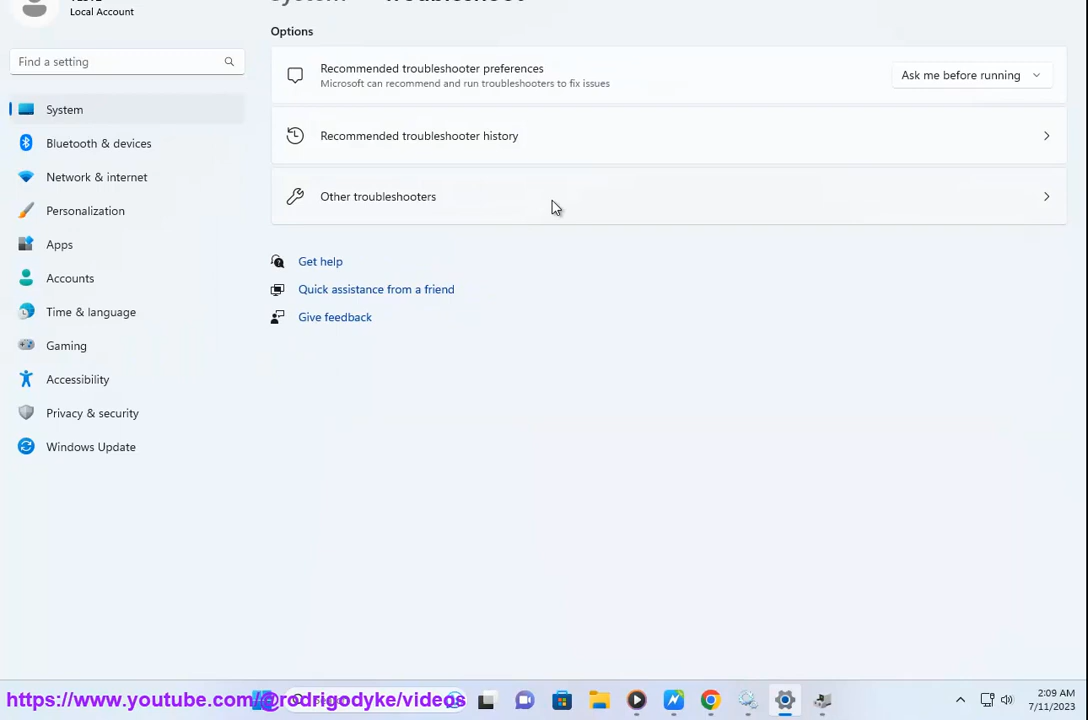 Local Account
Find a setting
System
Bluetooth & devices
Network & internet
Personalization
Apps
Accounts
Time & language
Gaming
Accessibility
Privacy & security
Windows Update
Options
Recommended troubleshooter preferences
Microsoft can recommend and run troubleshooters to fix issues
Ask me before running
Recommended troubleshooter history
Other troubleshooters
Get help
Quick assistance from a friend
Give feedback
https://www.youtube.com/@rodrigodyke/videos
2:09 AM
7/11/2023